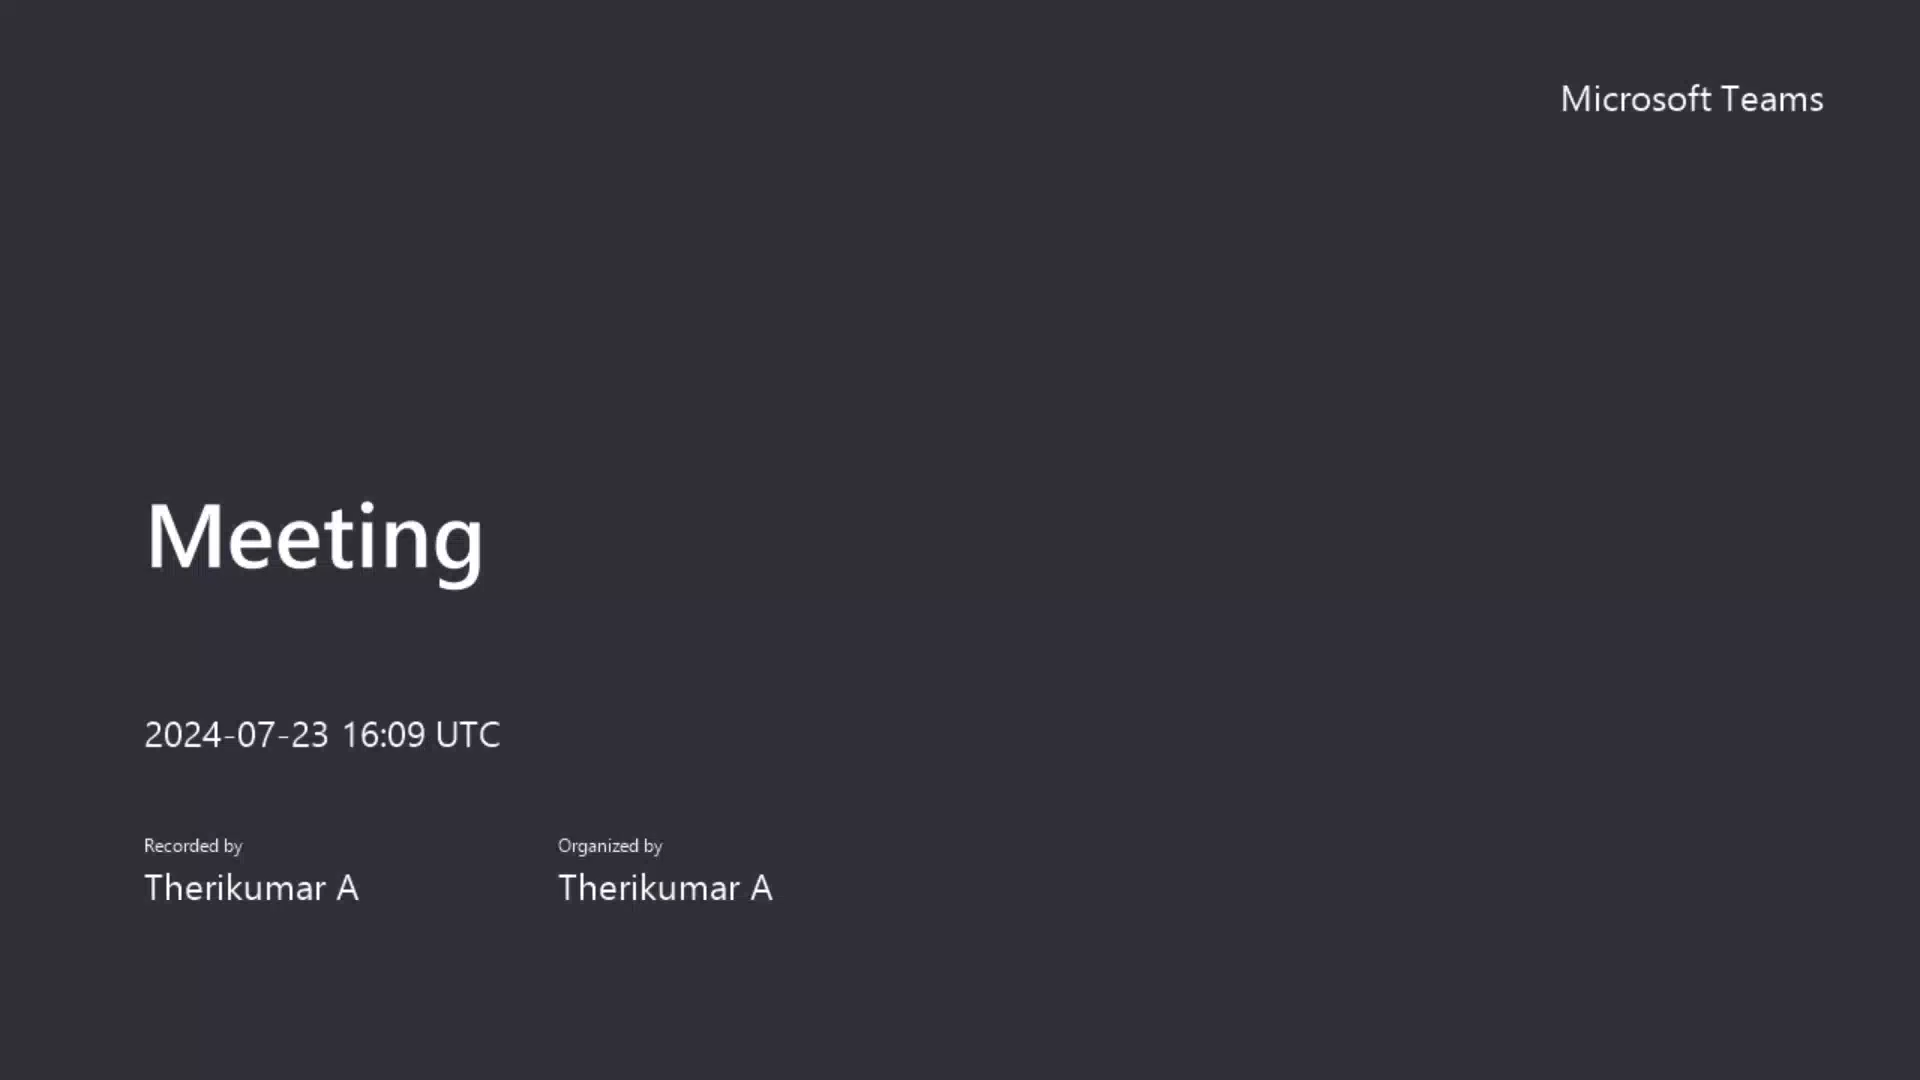 Microsoft Teams
Meeting
2024-07-23 16:09 UTC
Recorded by
Therikumar A
Organized by
Therikumar A